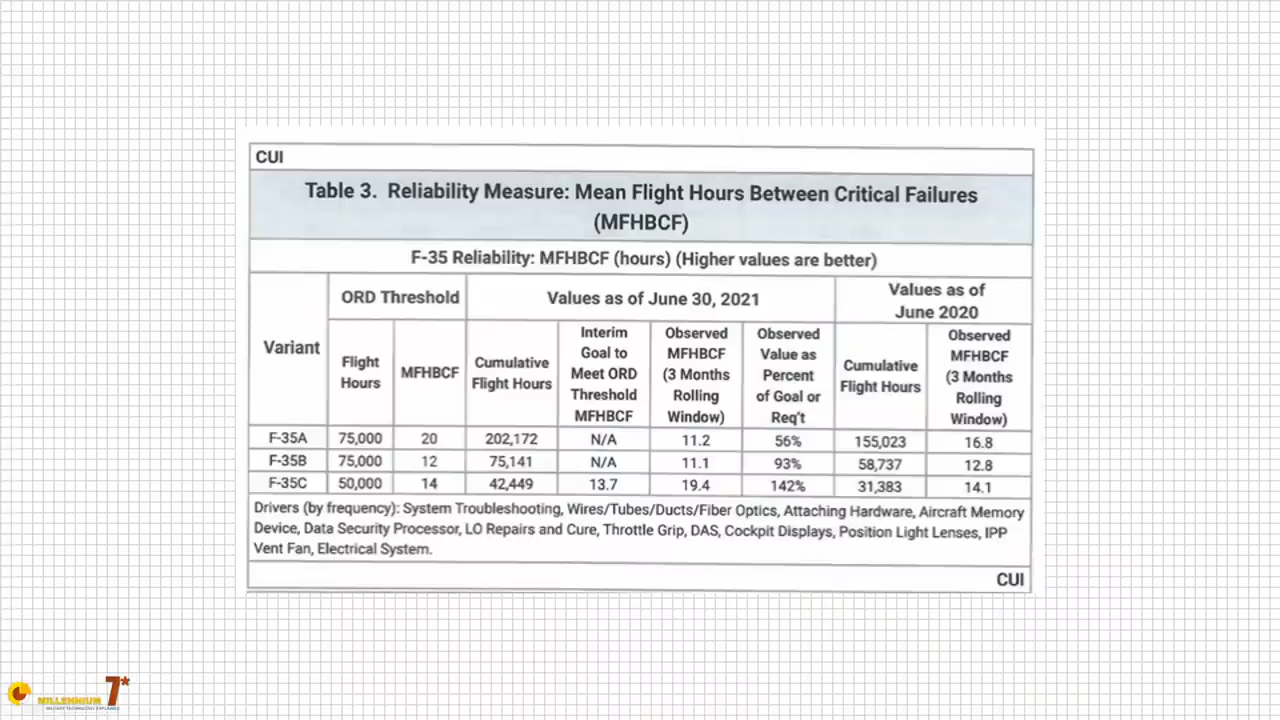 CUI
Table 3. Reliability Measure: Mean Flight Hours Between Critical Failures
(MFHBCF)
F-35 Reliability: MFHBCF (hours) (Higher values are better)
Variant
ORD Threshold
Values as of June 30, 2021
Values as of
June 2020
Flight
Hours
MFHBCF
Cumulative
Flight Hours
Interim
Goal to
Meet ORD
Threshold
MFHBCF
Observed
MFHBCF
(3 Months
Rolling
Window)
Observed
Value as
Percent
of Goal or
Req't
Cumulative
Flight Hours
Observed
MFHBCF
(3 Months
Rolling
Window)
F-35A 75,000 20 202,172 N/A 11.2 56% 155,023 16.8
F-35B 75,000 12 75,141 N/A 11.1 93% 58,737 12.8
F-35C 50,000 14 42,449 13.7 19.4 142% 31,383 14.1
Drivers (by frequency): System Troubleshooting, Wires/Tubes/Ducts/Fiber Optics, Attaching Hardware, Aircraft Memory
Device, Data Security Processor, LO Repairs and Cure, Throttle Grip, DAS, Cockpit Displays, Position Light Lenses, IPP
Vent Fan, Electrical System.
CUI
MILLENNIUM 7*